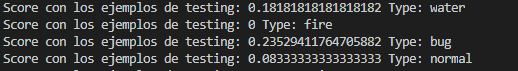 Score con los ejemplos de testing: 0.18181818181818182 Type: water
Score con los ejemplos de testing: 0 Type: fire
Score con los ejemplos de testing: 0.23529411764705882 Type: bug
Score con los ejemplos de testing: 0.08333333333333333 Type: normal